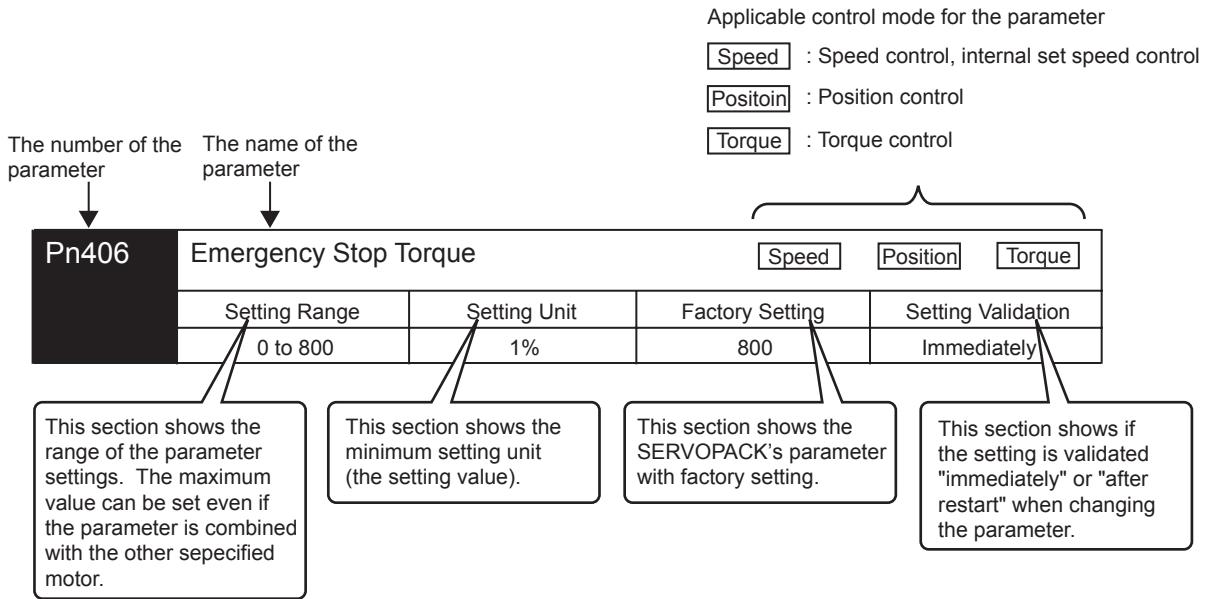 Applicable control mode for the parameter
Speed : Speed control, internal set speed control
Positoin : Position control
Torque : Torque control
The number of the
parameter
The name of the
parameter
Pn406 Emergency Stop Torque Speed Position Torque
Setting Range Setting Unit Factory Setting Setting Validation
0 to 800 1% 800 Immediately
This section shows the
range of the parameter
settings. The maximum
value can be set even if
the parameter is combined
with the other sepecified
motor.
This section shows the
minimum setting unit
(the setting value).
This section shows the
SERVOPACK's parameter
with factory setting.
This section shows if
the setting is validated
"immediately" or "after
restart" when changing
the parameter.